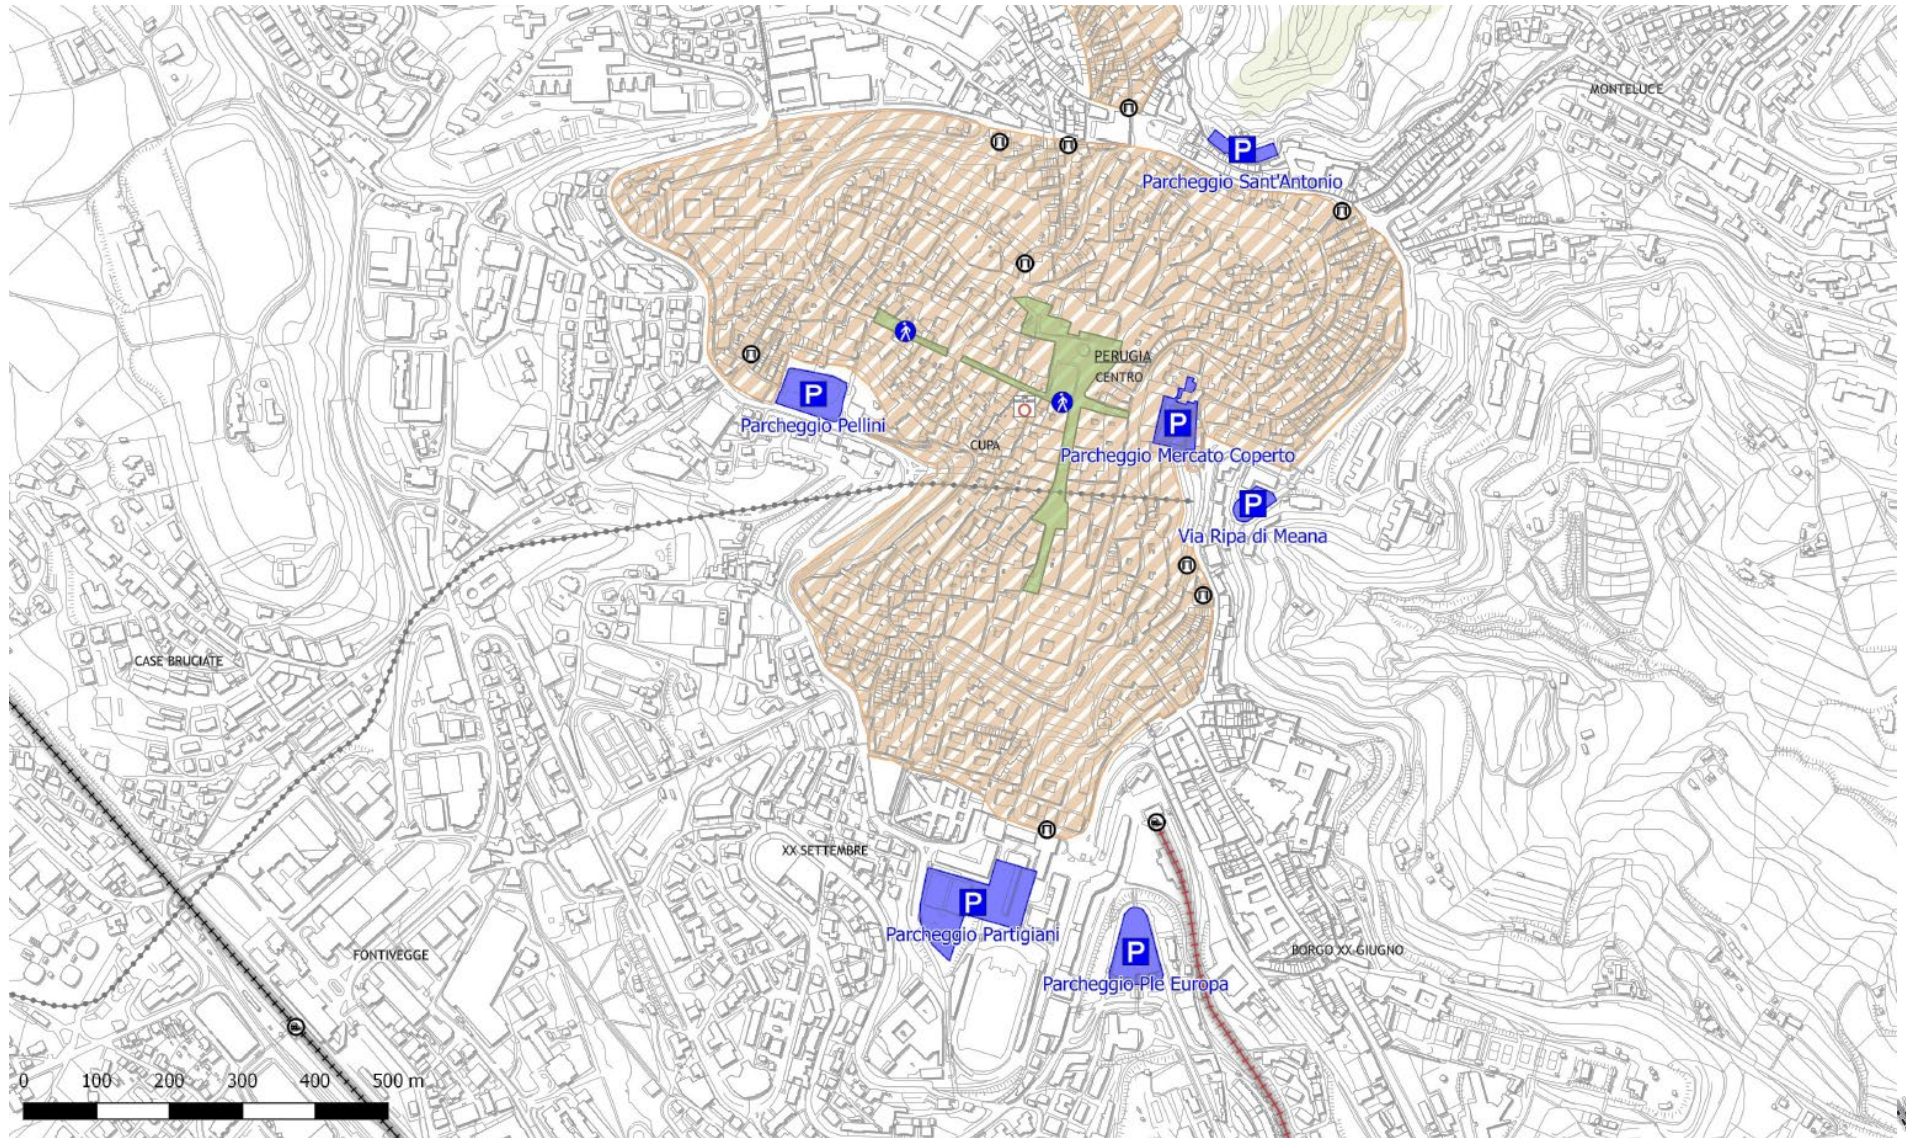 MONTELUCE
P
Parcheggio Sant'Antonio
PERUGIA
CENTRO
P
Parcheggio Pellini
P
Parcheggio Mercato Coperto
CUPA
P
Via Ripa di Meana
CASE BRUCIATE
XX SETTEMBRE
P
Parcheggio Partigiani
FONTIVEGGE
P
Parcheggio Ple Europa
BORGO XX GIUGNO
0 100 200 300 400 500 m